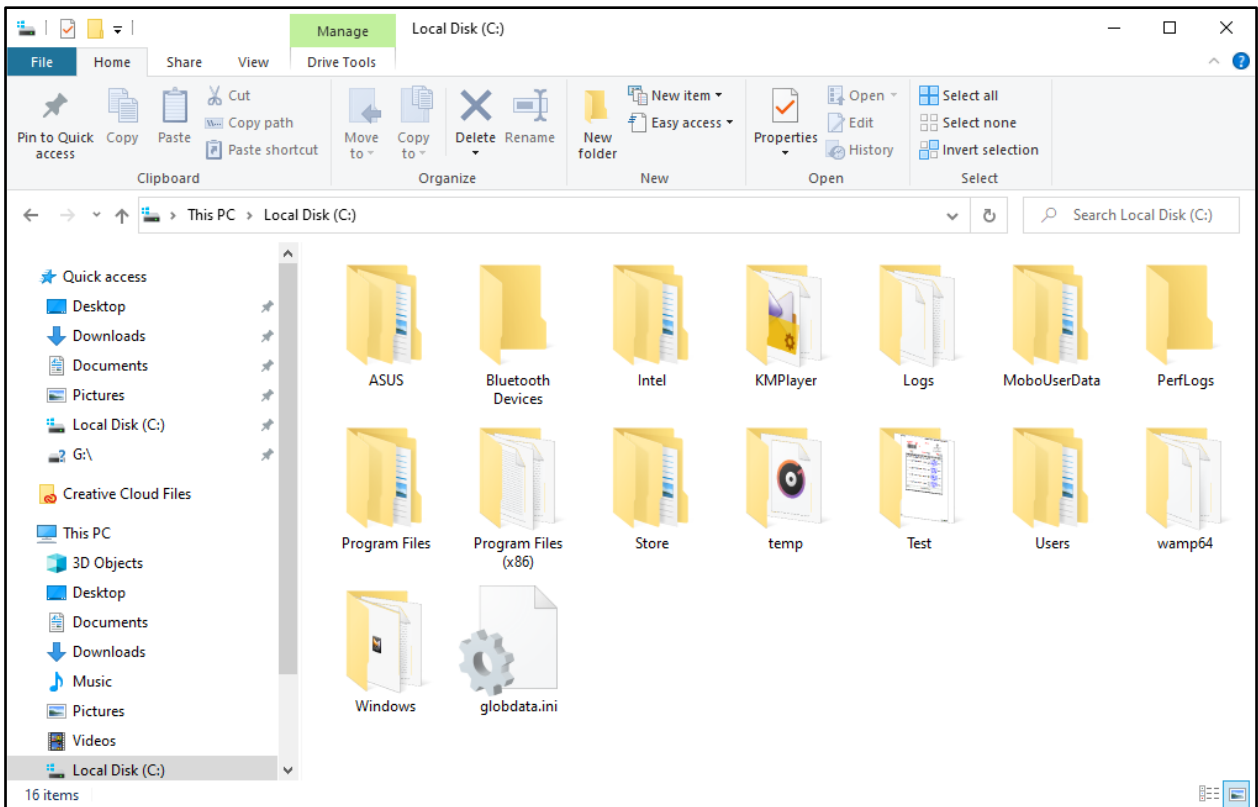 Manage Local Disk (C:)
File Home Share View Drive Tools
Pin to Quick access
Copy
Paste
Cut
Copy path
Paste shortcut
Clipboard
Move to
Copy to
Delete
Rename
Organize
New folder
New item
Easy access
New
Properties
Open
Edit
History
Open
Select all
Select none
Invert selection
Select
This PC Local Disk (C:)
Search Local Disk (C:)
Quick access
Desktop
Downloads
Documents
Pictures
Local Disk (C:)
G:\
Creative Cloud Files
This PC
3D Objects
Desktop
Documents
Downloads
Music
Pictures
Videos
Local Disk (C:)
ASUS
Bluetooth
Devices
Intel
KMPlayer
Logs
MoboUserData
PerfLogs
Program Files
Program Files
(x86)
Store
temp
Test
Users
wamp64
Windows
globdata.ini
16 items